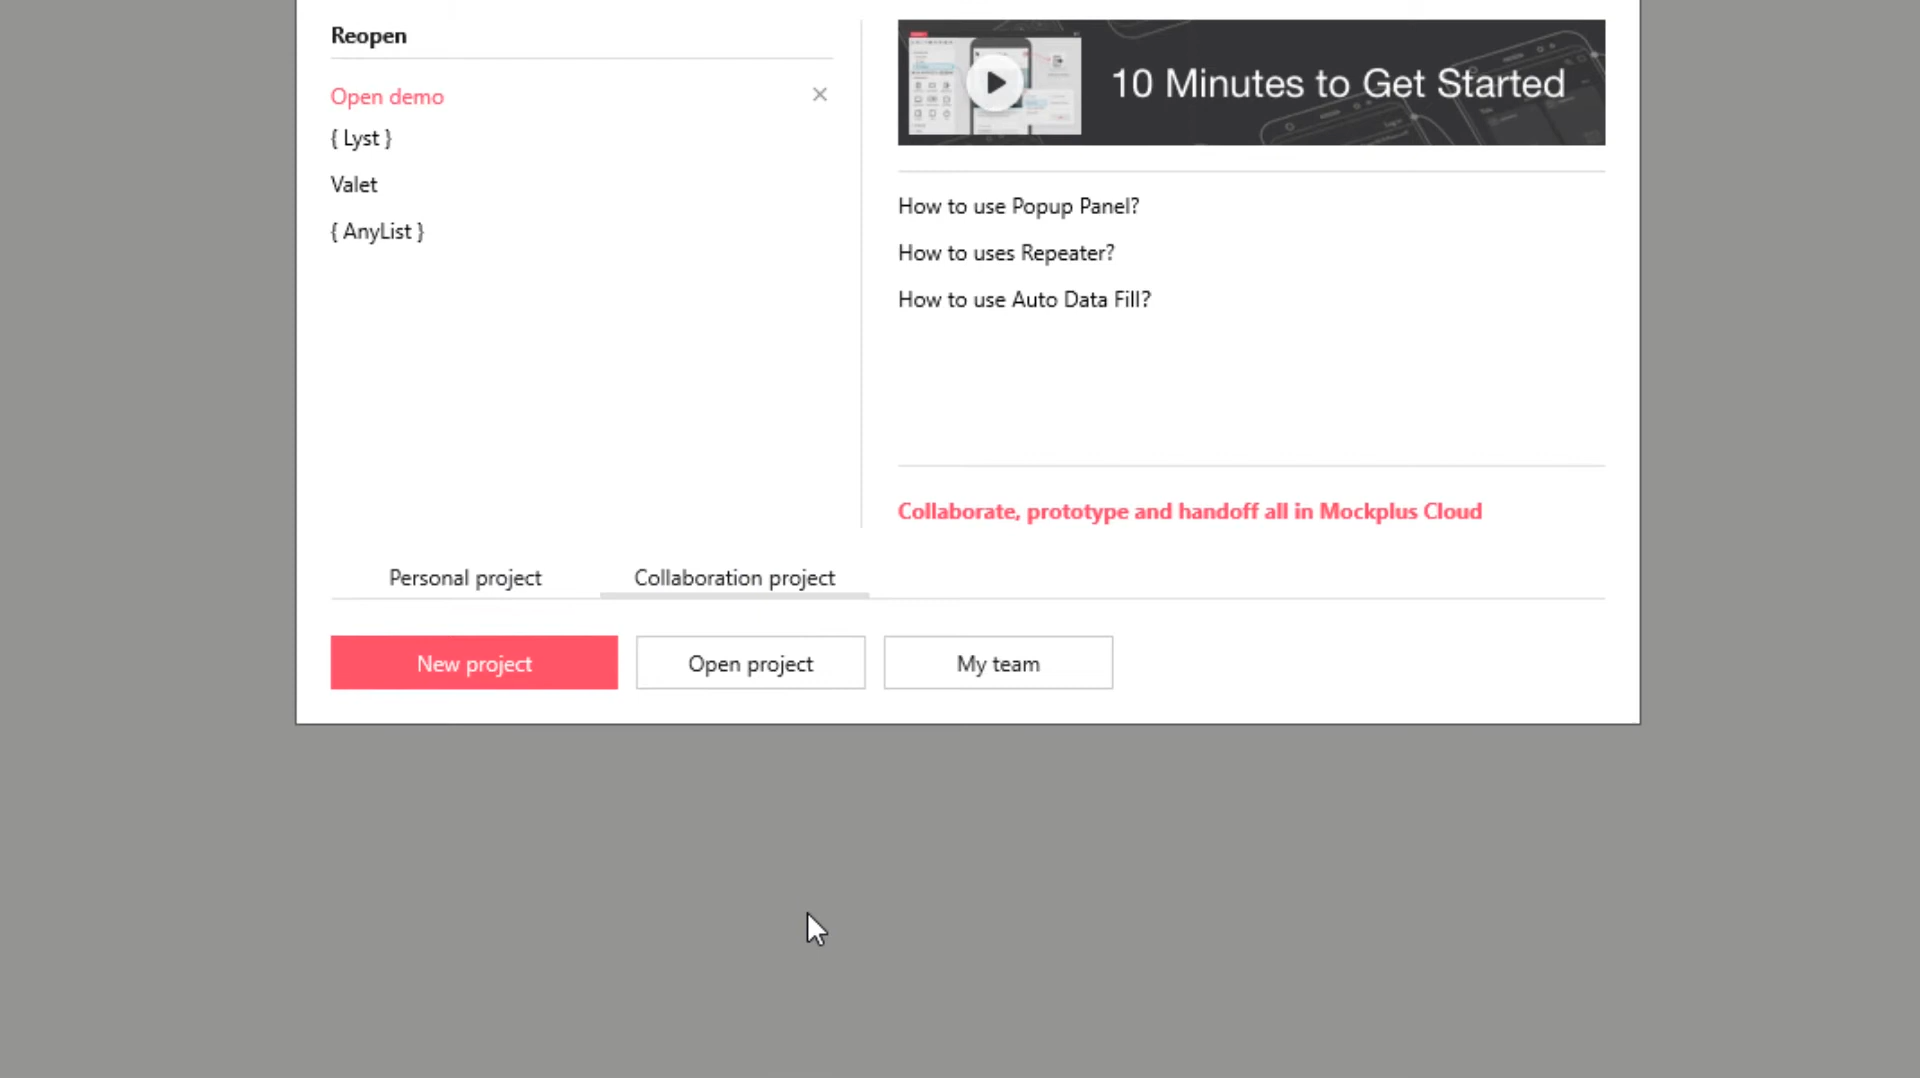 Reopen
Open demo
{ Lyst }
Valet
{ AnyList }
10 Minutes to Get Started
How to use Popup Panel?
How to uses Repeater?
How to use Auto Data Fill?
Collaborate, prototype and handoff all in Mockplus Cloud
Personal project
Collaboration project
New project
Open project
My team